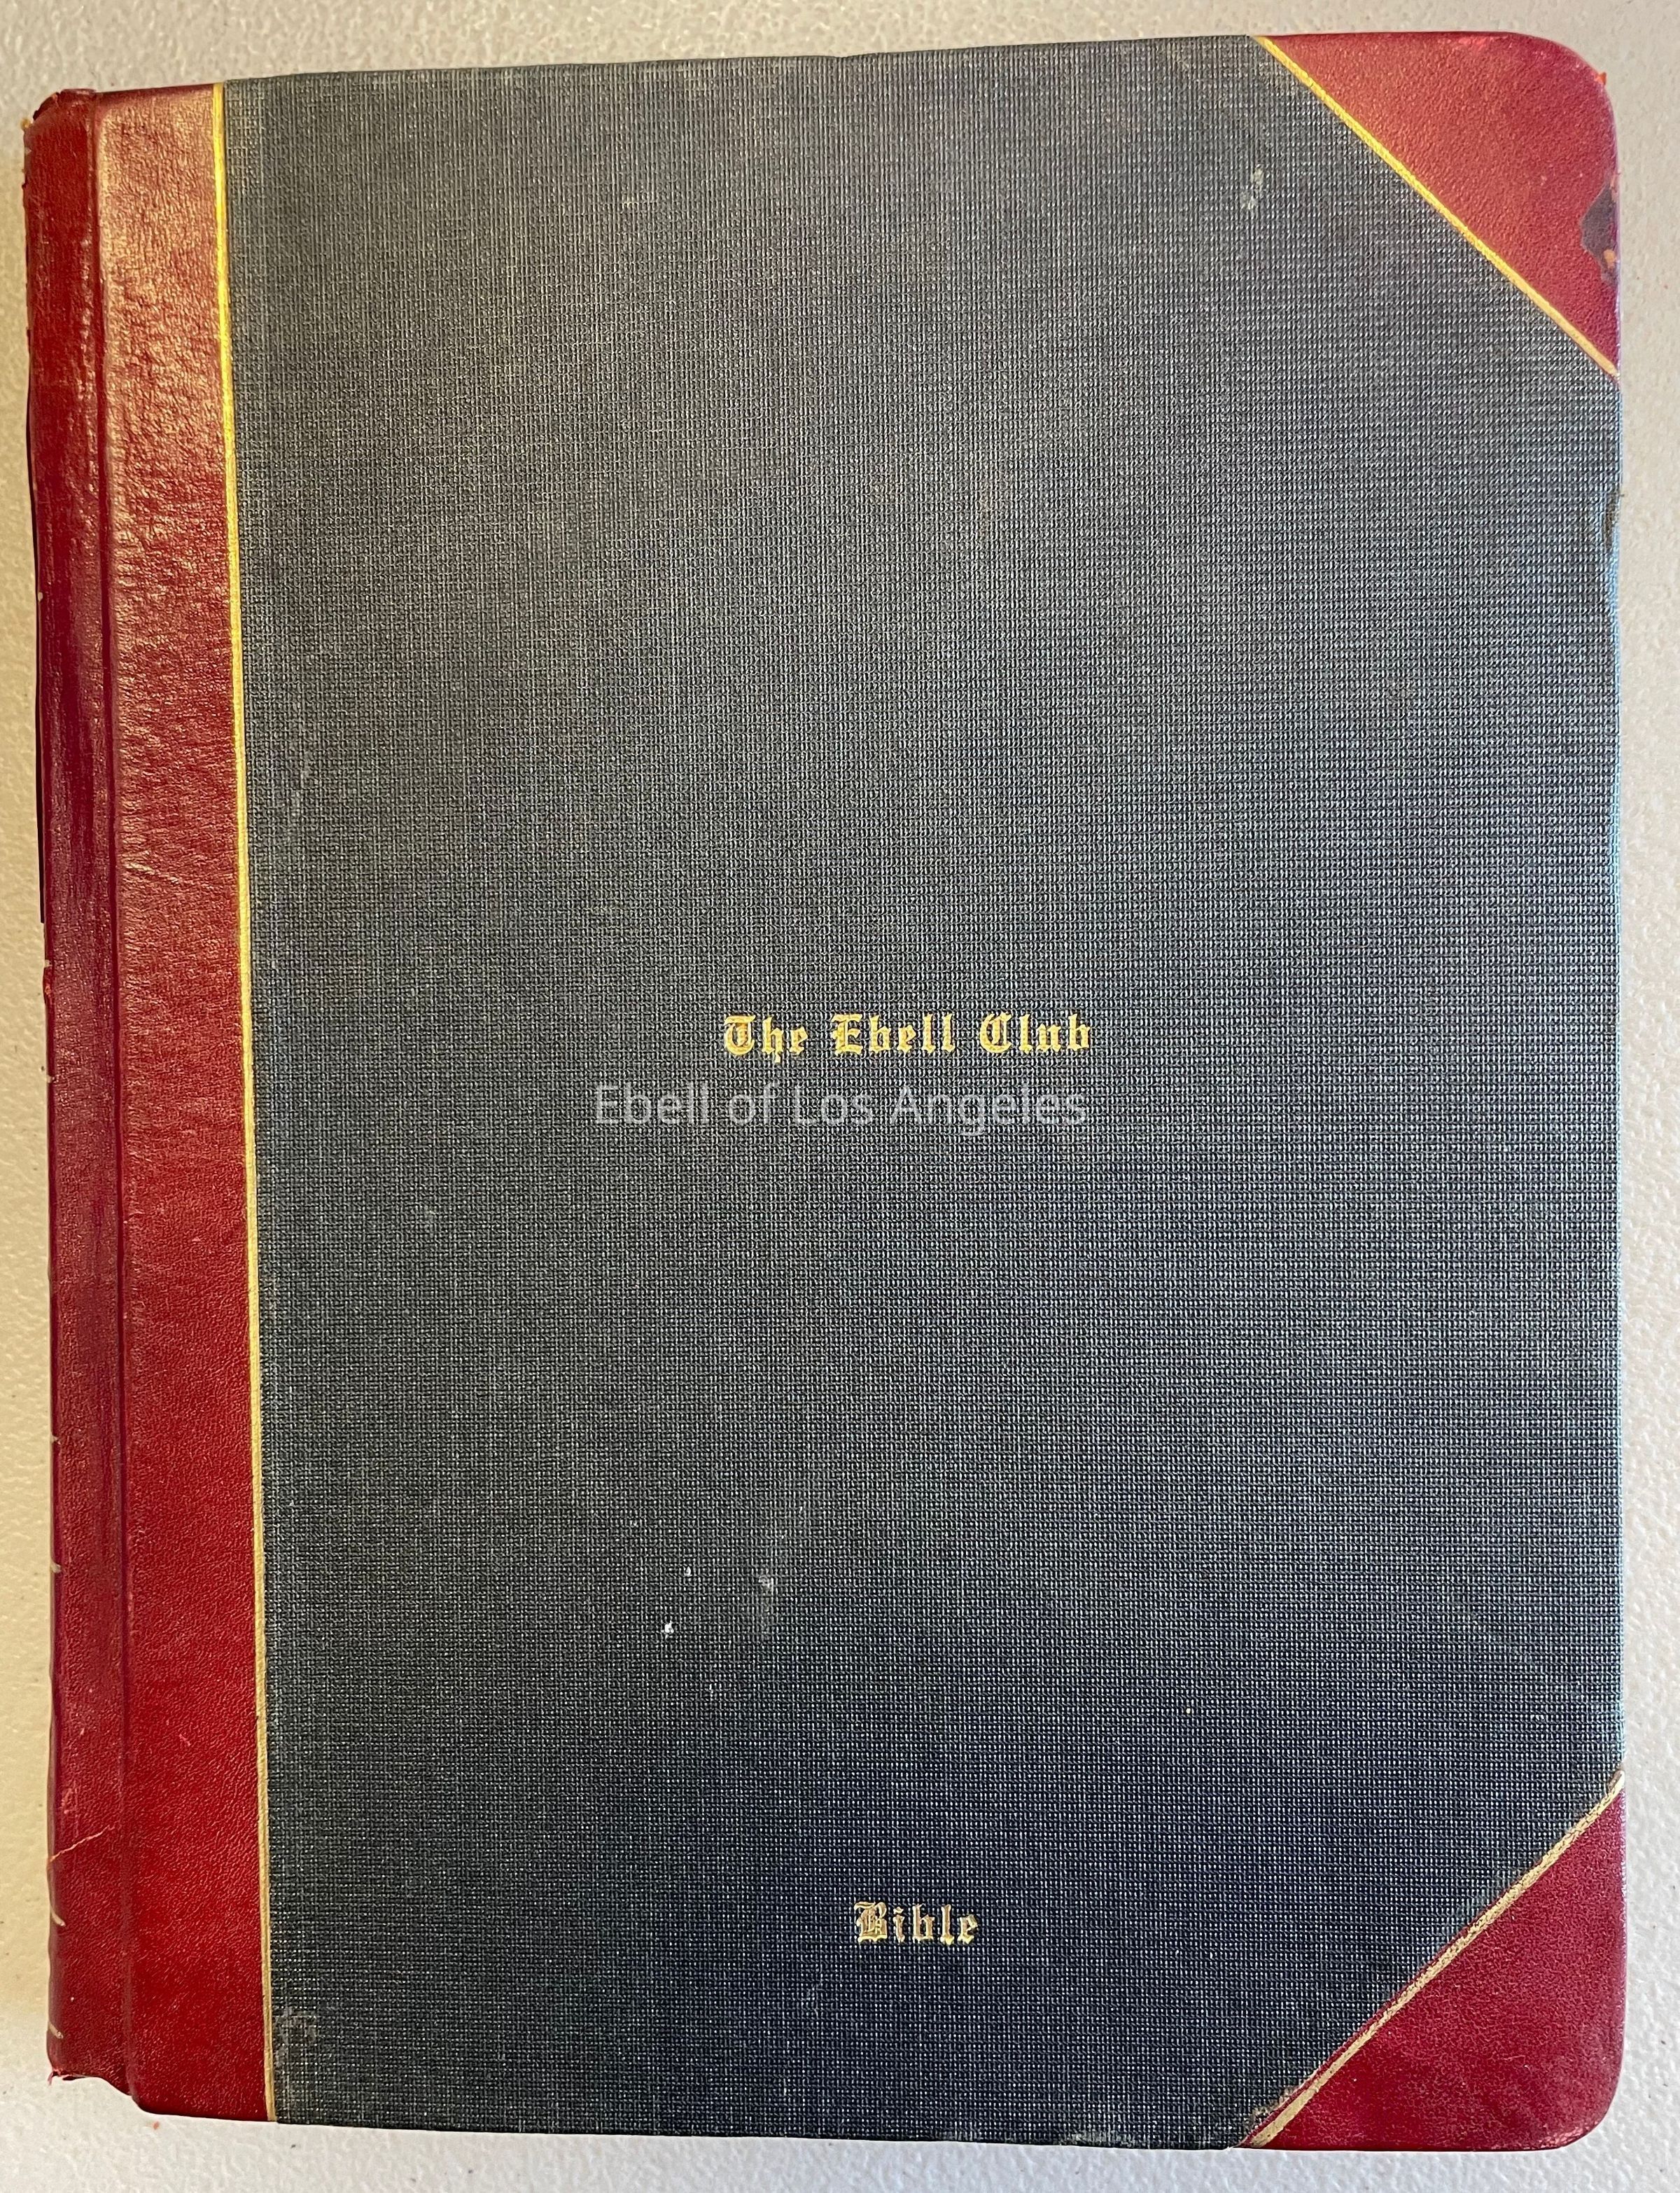 The Ebell Club
Ebell of Los Angeles
Bible